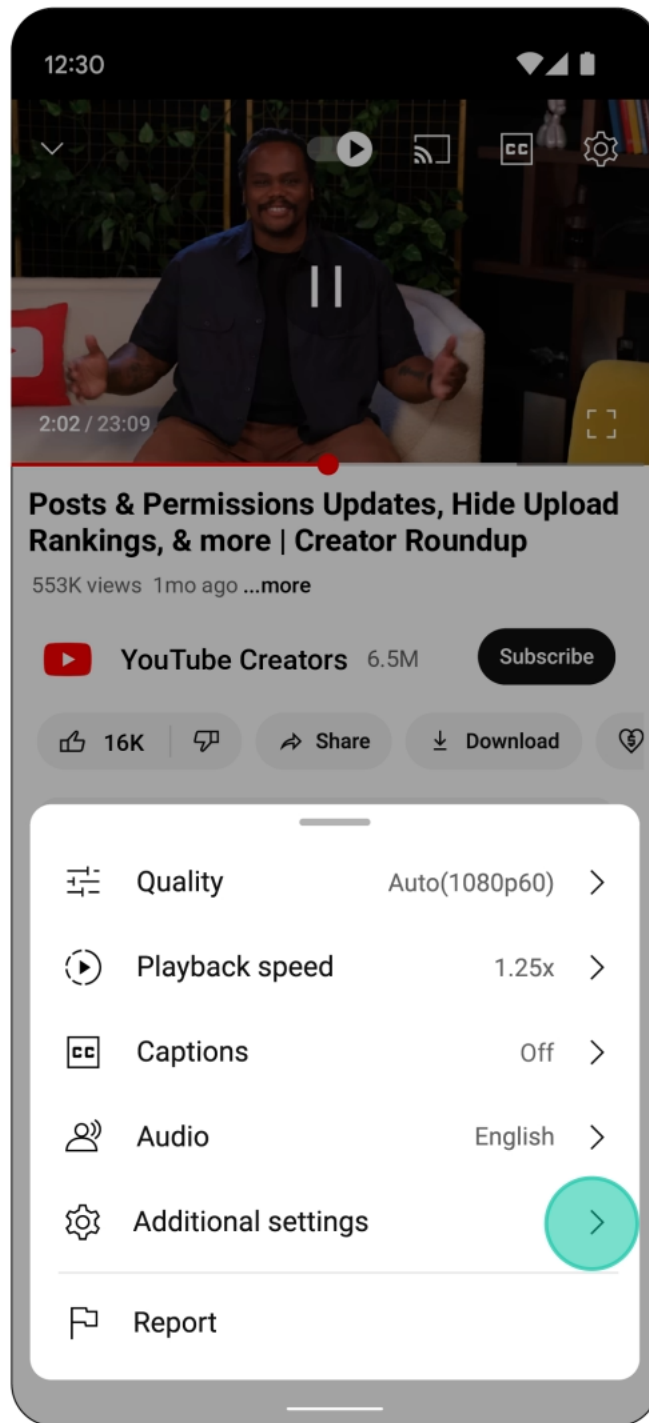 12:30
CC
2:02 / 23:09
Posts & Permissions Updates, Hide Upload
Rankings, & more | Creator Roundup
553K views 1mo ago ...more
YouTube Creators 6.5M Subscribe
16K Share Download
Quality Auto(1080p60)
Playback speed 1.25x
CC Captions Off
Audio English
Additional settings
Report